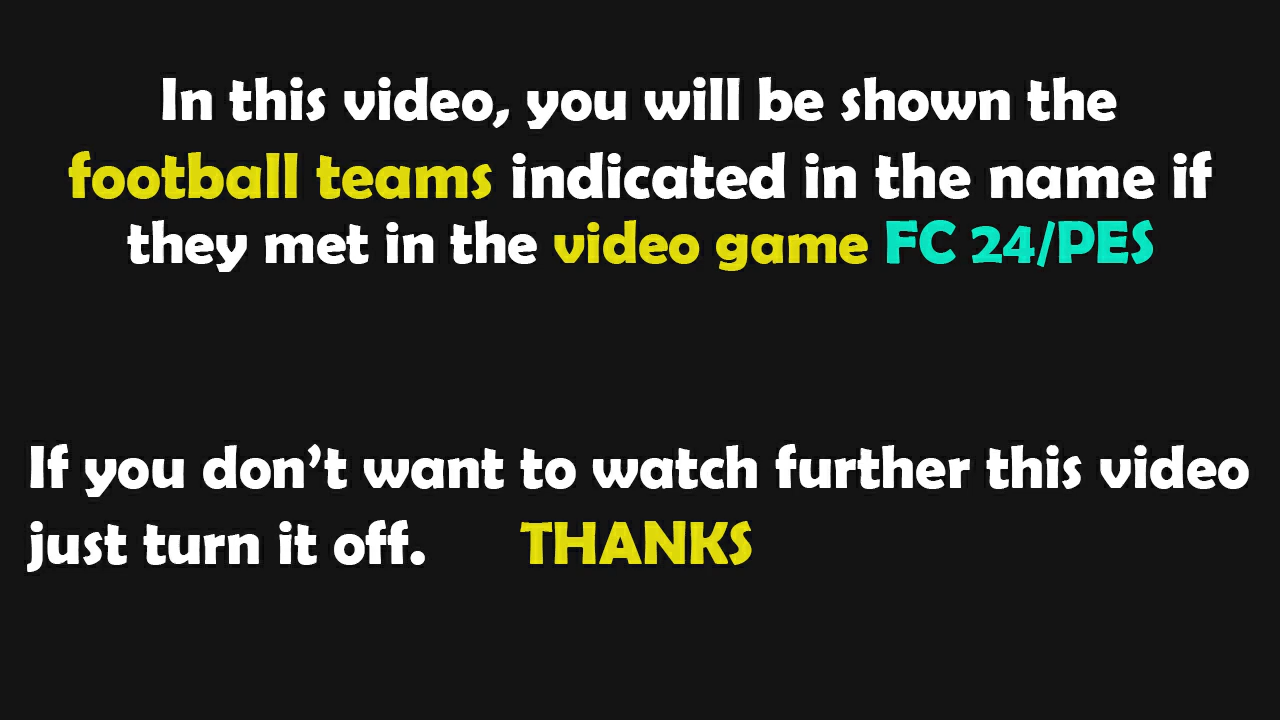 In this video, you will be shown the
football teams indicated in the name if
they met in the video game FC 24/PES
If you don’t want to watch further this video
just turn it off. THANKS